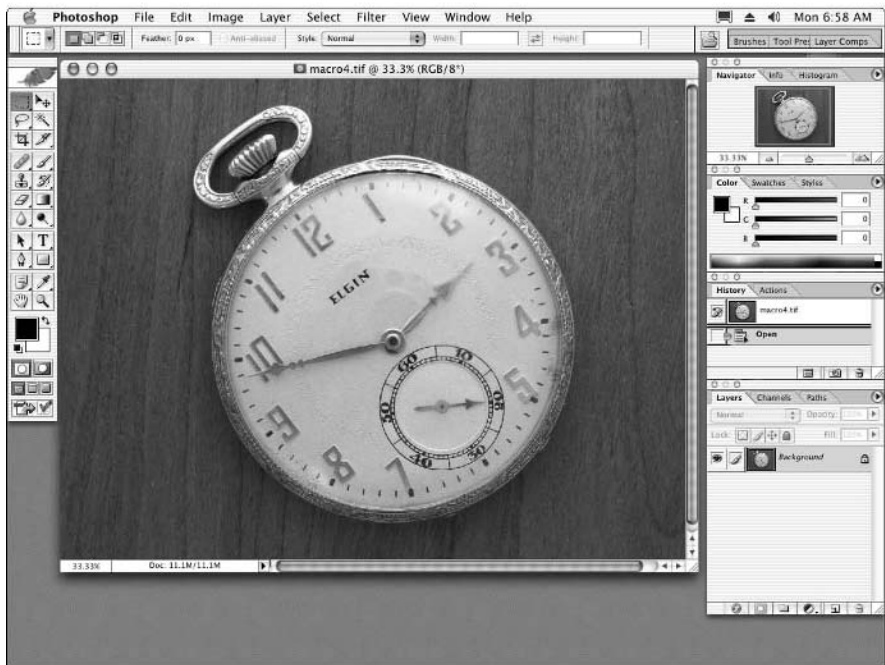 Photoshop File Edit Image Layer Select Filter View Window Help Mon 6:58 AM
Feather: 0 px Anti-aliased Style: Normal Width: Height: Brushes Tool Pres Layer Comps
macro4.tif @ 33.3% (RGB/8*)
Navigator Info Histogram
33.33%
Color Swatches Styles
R 0
0
0
History Actions
macro4.tif
Open
Layers Channels Paths
Normal Opacity:
Lock: Fill:
Background
12 1 2
11 3
ELGIN
10 4
60 10
9 50 20 5
40 30
8 7
33.33% Doc: 11.1M/11.1M